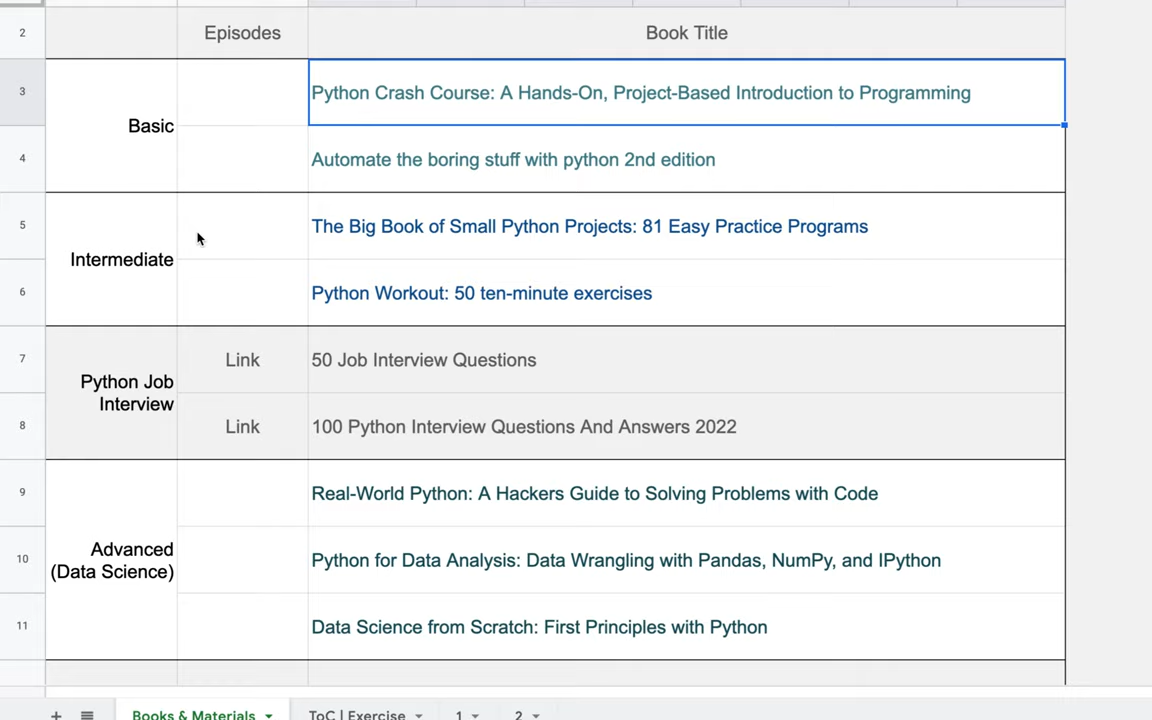 2 Episodes Book Title
3 Python Crash Course: A Hands-On, Project-Based Introduction to Programming
Basic
4 Automate the boring stuff with python 2nd edition
5 The Big Book of Small Python Projects: 81 Easy Practice Programs
Intermediate
6 Python Workout: 50 ten-minute exercises
7 Link 50 Job Interview Questions
Python Job
Interview
8 Link 100 Python Interview Questions And Answers 2022
9 Real-World Python: A Hackers Guide to Solving Problems with Code
Advanced
(Data Science)
10 Python for Data Analysis: Data Wrangling with Pandas, NumPy, and IPython
11 Data Science from Scratch: First Principles with Python
+ Books & Materials ToC | Exercise 1 2